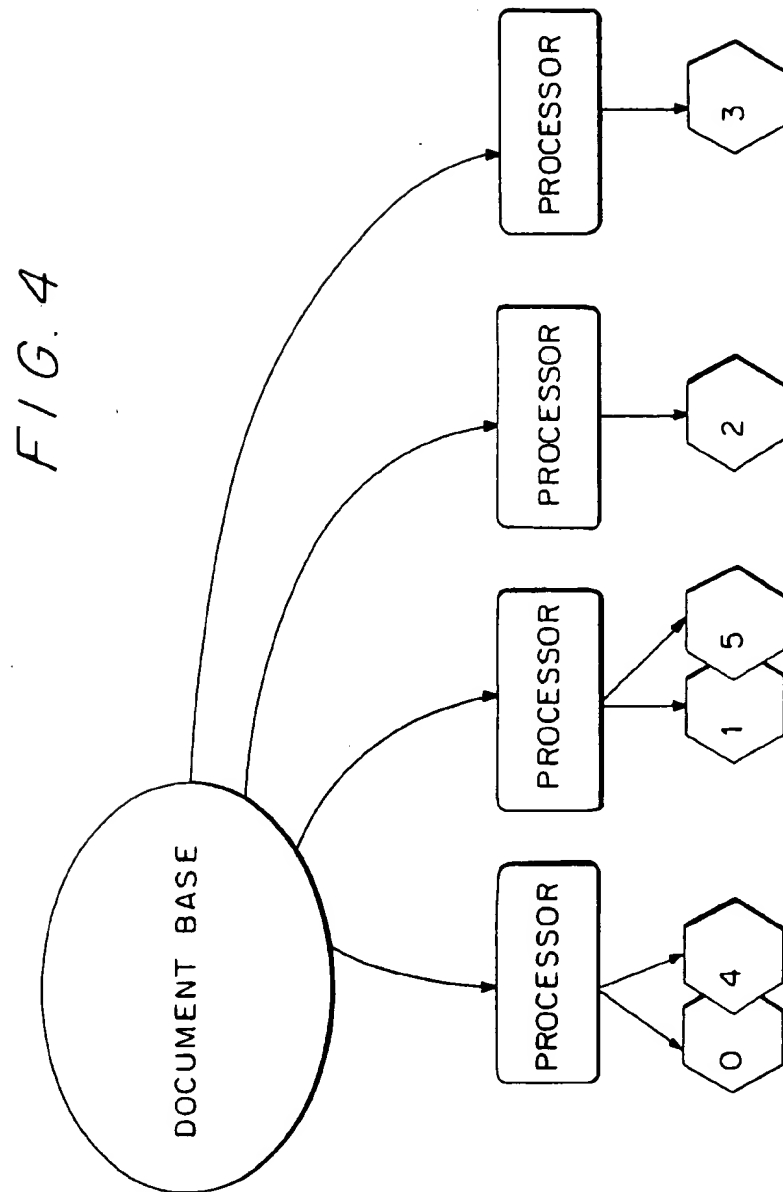 FIG. 4
DOCUMENT BASE
PROCESSOR
PROCESSOR
PROCESSOR
PROCESSOR
0
4
1
5
2
3